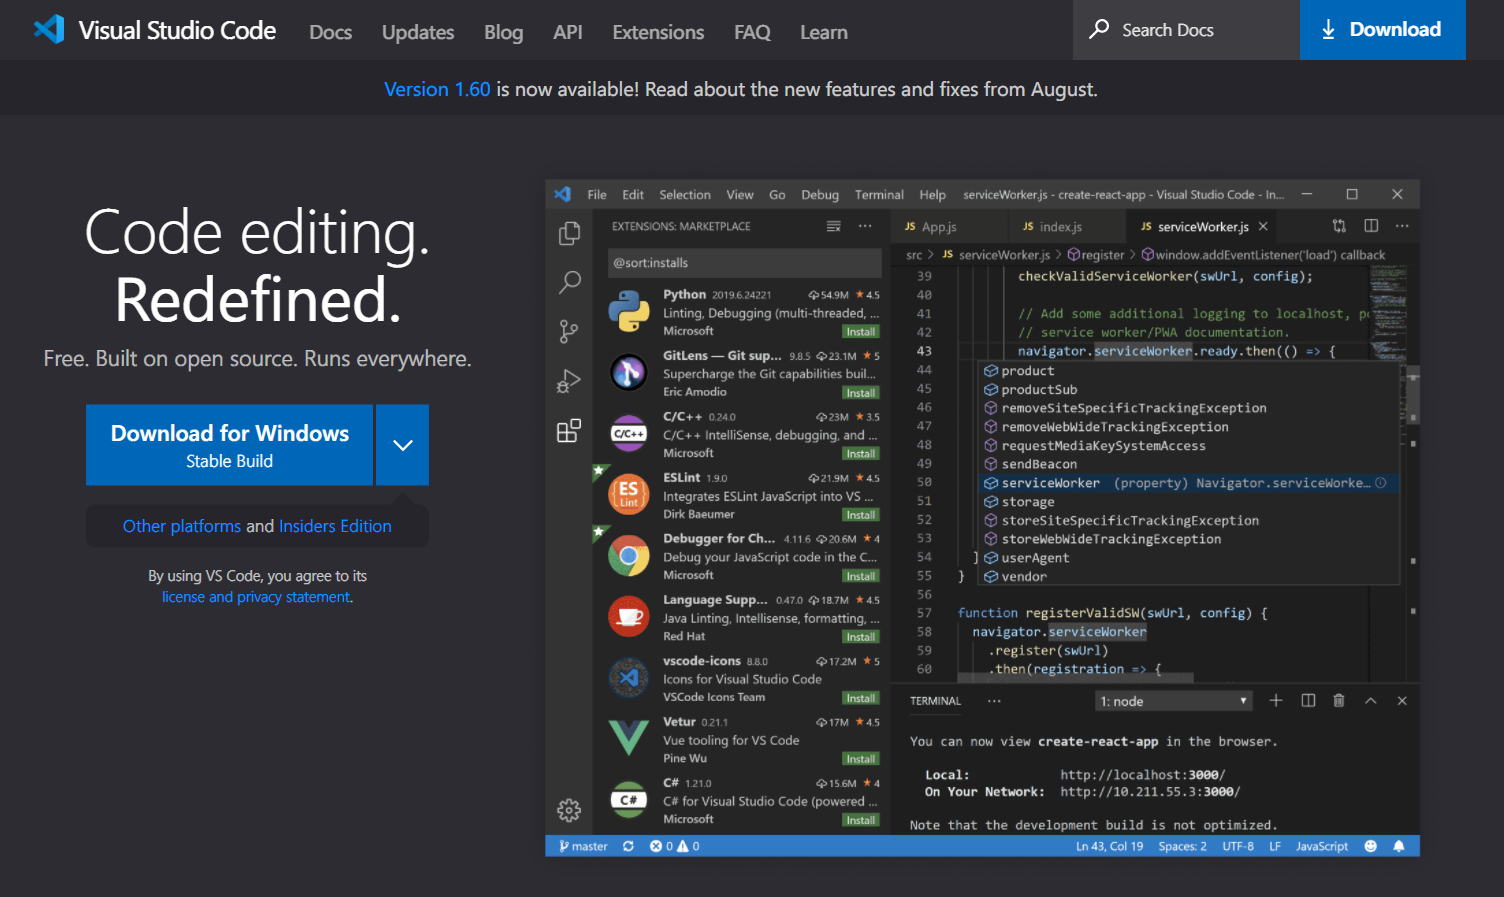 Visual Studio Code Docs Updates Blog API Extensions FAQ Learn Search Docs Download
Version 1.60 is now available! Read about the new features and fixes from August.
Code editing.
Redefined.
Free. Built on open source. Runs everywhere.
Download for Windows
Stable Build
Other platforms and Insiders Edition
By using VS Code, you agree to its
license and privacy statement.
File Edit Selection View Go Debug Terminal Help serviceWorker.js - create-react-app - Visual Studio Code - In...
EXTENSIONS: MARKETPLACE
@sort:installs
Python 2019.6.24221 54.9M 4.5
Linting, Debugging (multi-threaded, ...
Microsoft Install
GitLens — Git sup... 9.8.5 23.1M 5
Supercharge the Git capabilities buil...
Eric Amodio Install
C/C++
C/C++ 0.24.0 23M 3.5
C/C++ IntelliSense, debugging, and ...
Microsoft Install
ES
Lint
ESLint 1.9.0 21.9M 4.5
Integrates ESLint JavaScript into VS ...
Dirk Baeumer Install
Debugger for Ch... 4.11.6 20.6M 4
Debug your JavaScript code in the C...
Microsoft Install
Language Supp... 0.47.0 18.7M 4.5
Java Linting, Intellisense, formatting, ...
Red Hat Install
vscode-icons 8.8.0 17.2M 5
Icons for Visual Studio Code
VSCode Icons Team Install
Vetur 0.21.1 17M 4.5
Vue tooling for VS Code
Pine Wu Install
C#
C# 1.21.0 15.6M 4
C# for Visual Studio Code (powered ...
Microsoft Install
JS App.js JS index.js JS serviceWorker.js
src > JS serviceWorker.js > register > window.addEventListener('load') callback
39 checkValidServiceWorker(swUrl, config);
40
41 // Add some additional logging to localhost, po
42 // service worker/PWA documentation.
43 navigator.serviceWorker.ready.then(() => {
44 product
45 productSub
46 removeSiteSpecificTrackingException
47 removeWebWideTrackingException
48 requestMediaKeySystemAccess
49 sendBeacon
50 serviceWorker (property) Navigator.serviceWorke...
51 storage
52 storeSiteSpecificTrackingException
53 storeWebWideTrackingException
54 } userAgent
55 } vendor
56
57 function registerValidSW(swUrl, config) {
58 navigator.serviceWorker
59 .register(swUrl)
60 .then(registration => {
TERMINAL ... 1: node
You can now view create-react-app in the browser.
Local: http://localhost:3000/
On Your Network: http://10.211.55.3:3000/
Note that the development build is not optimized.
master 0 0 Ln 43, Col 19 Spaces: 2 UTF-8 LF JavaScript